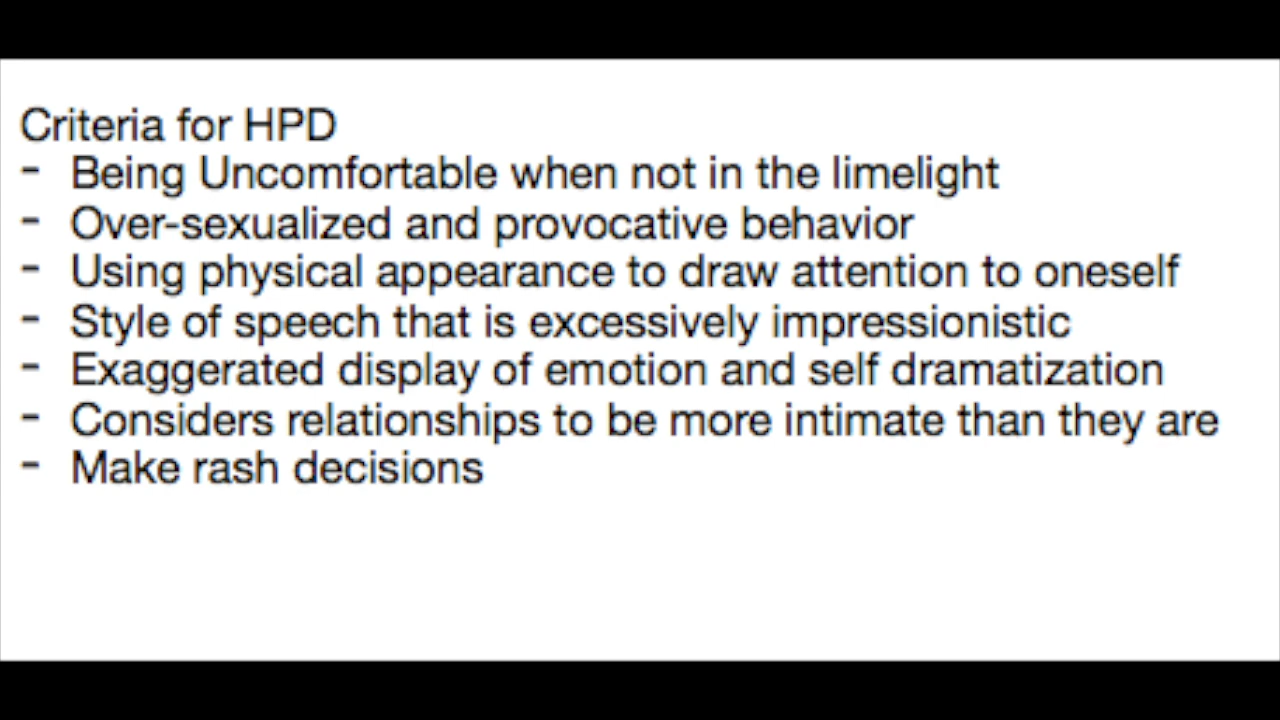 Criteria for HPD
- Being Uncomfortable when not in the limelight
- Over-sexualized and provocative behavior
- Using physical appearance to draw attention to oneself
- Style of speech that is excessively impressionistic
- Exaggerated display of emotion and self dramatization
- Considers relationships to be more intimate than they are
- Make rash decisions